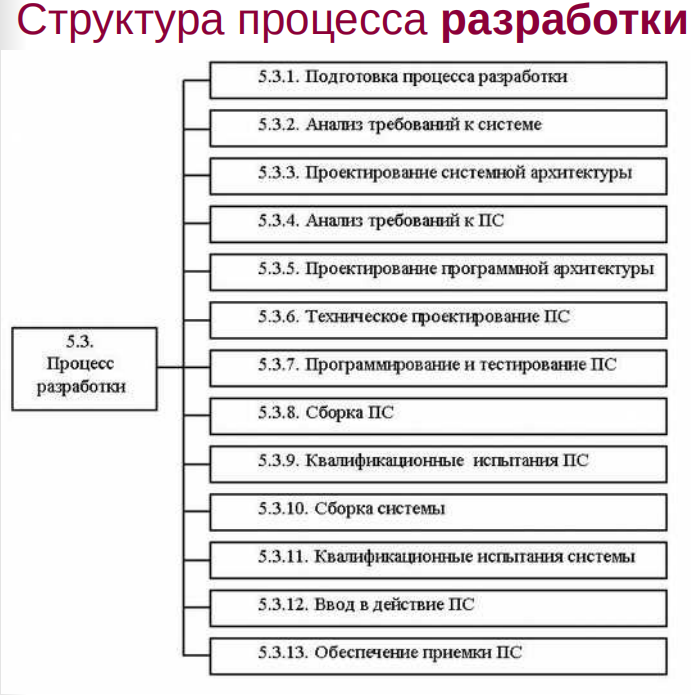 Структура процесса разработки
5.3.1. Подготовка процесса разработки
5.3.2. Анализ требований к системе
5.3.3. Проектирование системной архитектуры
5.3.4. Анализ требований к ПС
5.3.5. Проектирование программной архитектуры
5.3.6. Техническое проектирование ПС
5.3.
Процесс
разработки
5.3.7. Программирование и тестирование ПС
5.3.8. Сборка ПС
5.3.9. Квалификационные испытания ПС
5.3.10. Сборка системы
5.3.11. Квалификационные испытания системы
5.3.12. Ввод в действие ПС
5.3.13. Обеспечение приемки ПС